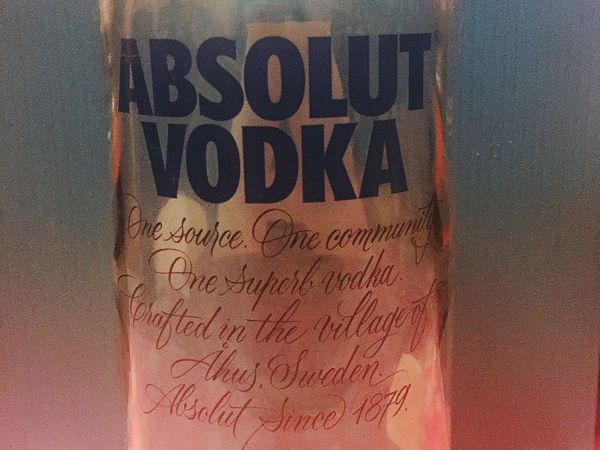 ABSOLUT
VODKA
One source. One community.
One superb vodka.
Crafted in the village of
Åhus, Sweden.
Absolut Since 1879.